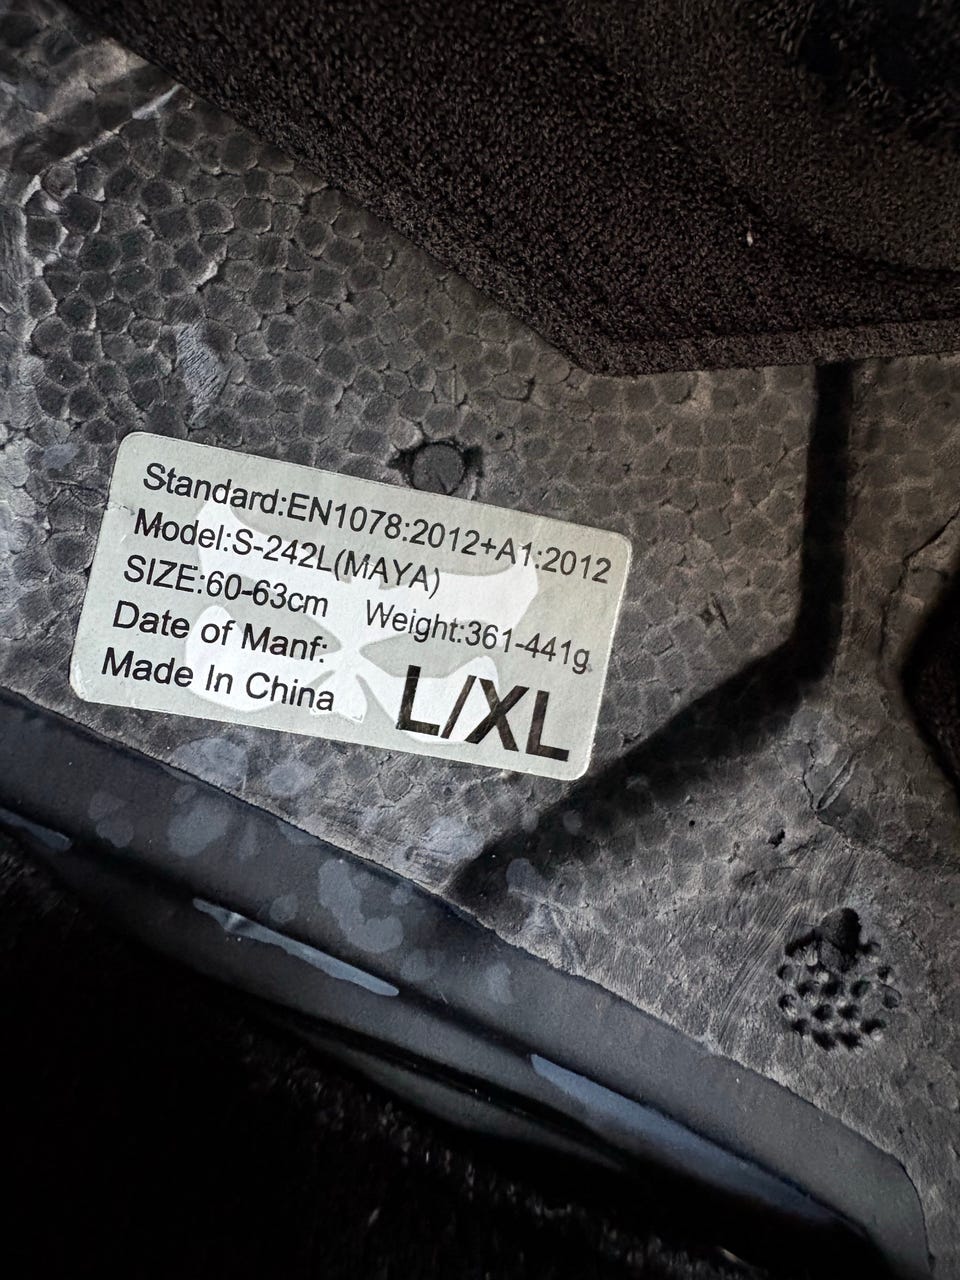 Standard:EN1078:2012+A1:2012
Model:S-242L(MAYA)
SIZE:60-63cm Weight:361-441g
Date of Manf:
Made In China
L/XL